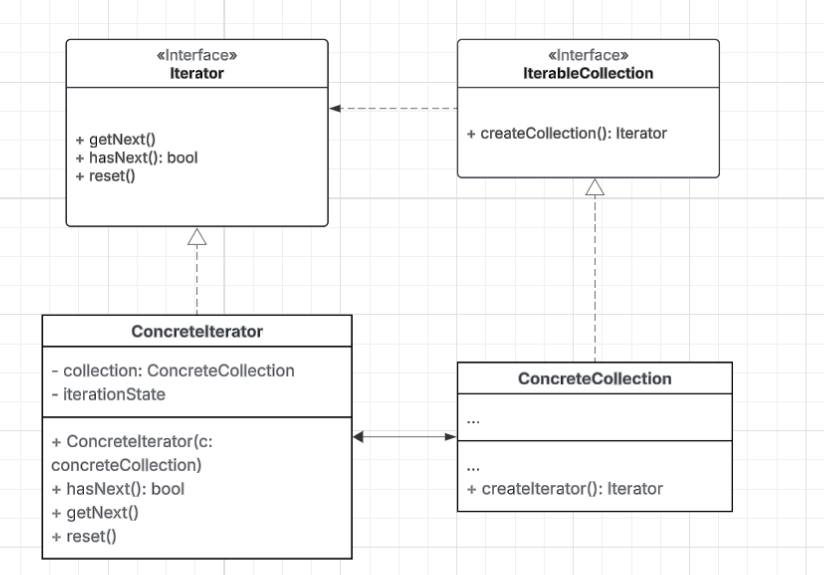 «Interface»
Iterator
+ getNext()
+ hasNext(): bool
+ reset()
«Interface»
IterableCollection
+ createCollection(): Iterator
ConcreteIterator
- collection: ConcreteCollection
- iterationState
+ ConcreteIterator(c:
concreteCollection)
+ hasNext(): bool
+ getNext()
+ reset()
ConcreteCollection
...
...
+ createIterator(): Iterator